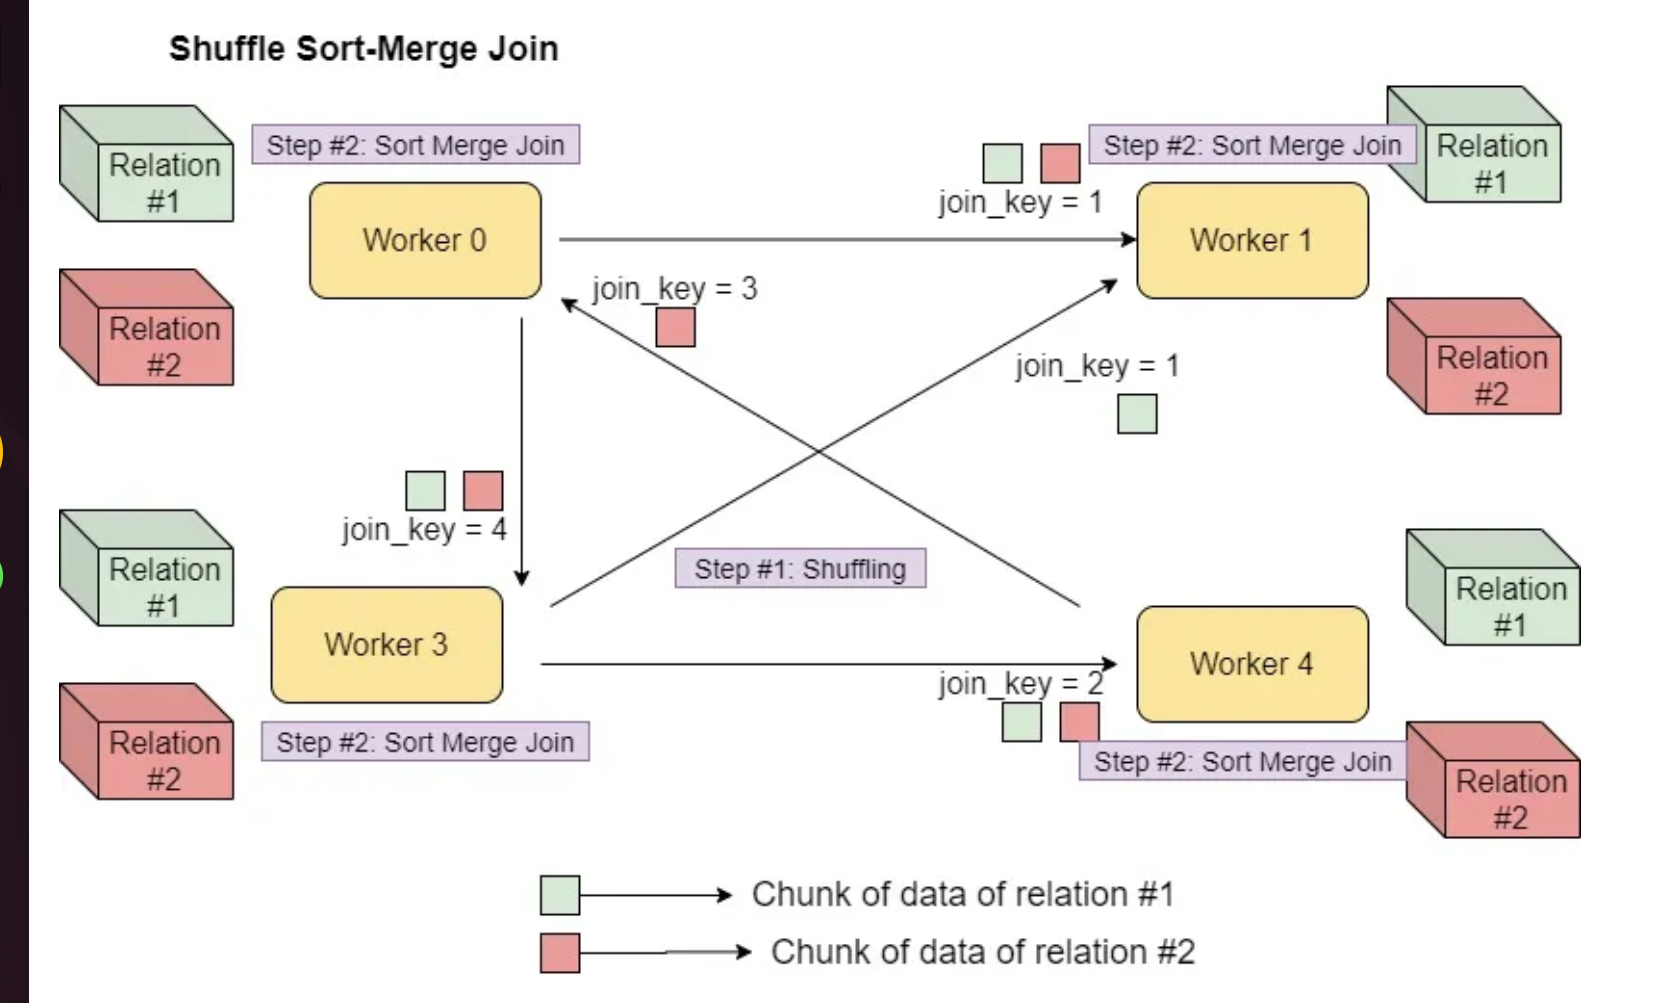 Shuffle Sort-Merge Join
Relation
#1
Step #2: Sort Merge Join
join_key = 1
Step #2: Sort Merge Join
Relation
#1
Worker 0
Worker 1
Relation
#2
join_key = 3
join_key = 1
Relation
#2
join_key = 4
Relation
#1
Step #1: Shuffling
Relation
#1
Worker 3
Worker 4
join_key = 2
Relation
#2
Step #2: Sort Merge Join
Step #2: Sort Merge Join
Relation
#2
Chunk of data of relation #1
Chunk of data of relation #2